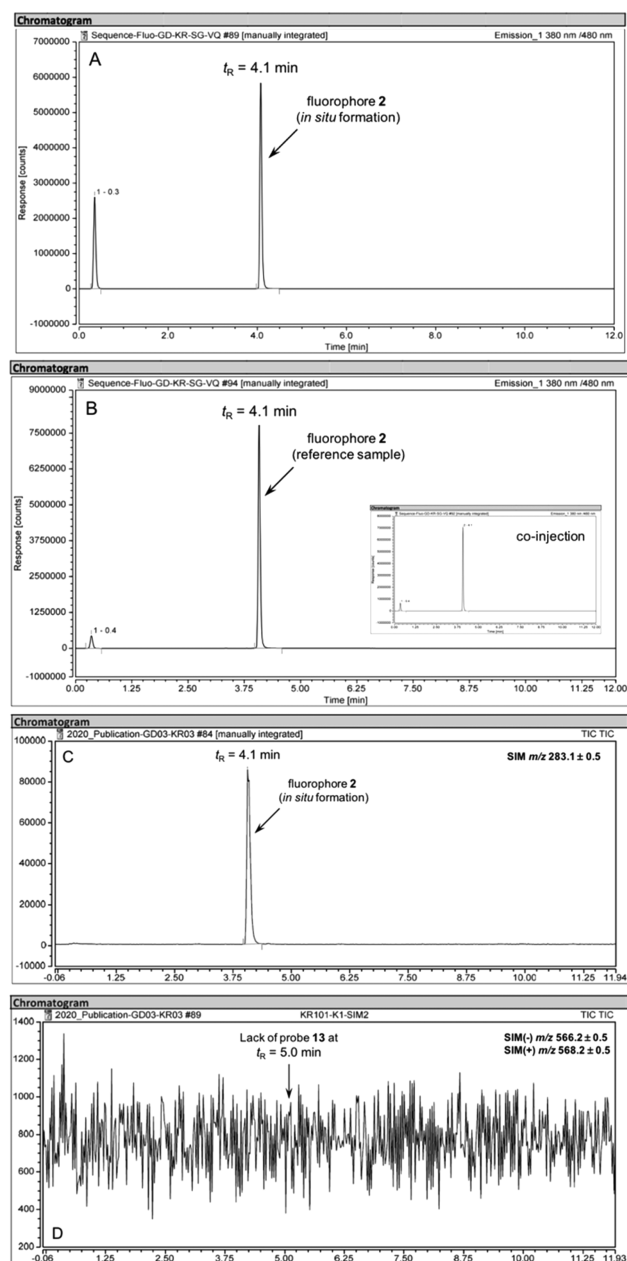 Chromatogram
Sequence-Fluo-GD-KR-SG-VQ #89 [manually integrated] Emission_1 380 nm /480 nm
A
tR = 4.1 min
fluorophore 2
(in situ formation)
1 - 0.3
Response [counts]
7000000
6000000
5000000
4000000
3000000
2000000
1000000
0
-1000000
0.0 2.0 4.0 6.0 8.0 10.0 12.0
Time [min]
Chromatogram
Sequence-Fluo-GD-KR-SG-VQ #94 [manually integrated] Emission_1 380 nm /480 nm
B
tR = 4.1 min
fluorophore 2
(reference sample)
co-injection
1 - 0.4
Response [counts]
9000000
7500000
6250000
5000000
3750000
2500000
1250000
0
-1000000
0.00 1.25 2.50 3.75 5.00 6.25 7.50 8.75 10.00 11.25 12.00
Time [min]
Chromatogram
2020_Publication-GD03-KR03 #84 [manually integrated] TIC TIC
C
tR = 4.1 min
SIM m/z 283.1 ± 0.5
fluorophore 2
(in situ formation)
100000
80000
60000
40000
20000
0
-10000
-0.06 1.25 2.50 3.75 5.00 6.25 7.50 8.75 10.00 11.94
Chromatogram
2020_Publication-GD03-KR03 #89 KR101-K1-SIM2 TIC TIC
Lack of probe 13 at
tR = 5.0 min
SIM(-) m/z 566.2 ± 0.5
SIM(+) m/z 568.2 ± 0.5
1400
1200
1000
800
600
400
200
D
-0.06 1.25 2.50 3.75 5.00 6.25 7.50 8.75 10.00 11.93